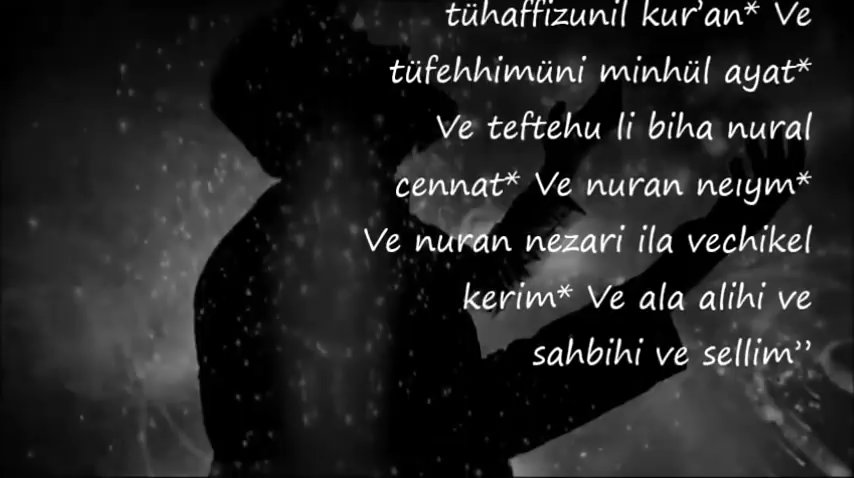 tühaffizunil kur'an* Ve
tüfehhimüni minhül ayat*
Ve teftehu li biha nural
cennat* Ve nuran neıym*
Ve nuran nezari ila vechikel
kerim* Ve ala alihi ve
sahbihi ve sellim”